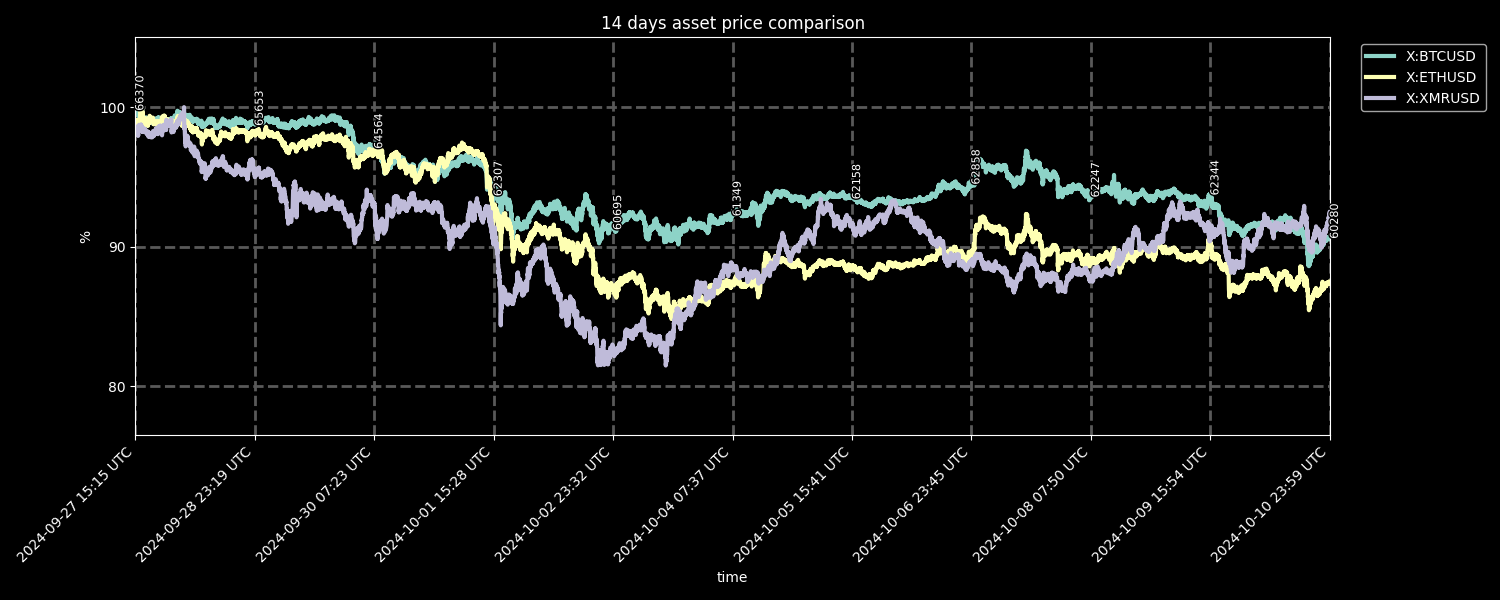 14 days asset price comparison
X:BTCUSD
X:ETHUSD
X:XMRUSD
%
100
90
80
66370
65653
64564
62307
60695
61349
62158
62858
62247
62344
60280
2024-09-27 15:15 UTC
2024-09-28 23:19 UTC
2024-09-30 07:23 UTC
2024-10-01 15:28 UTC
2024-10-02 23:32 UTC
2024-10-04 07:37 UTC
2024-10-05 15:41 UTC
2024-10-06 23:45 UTC
2024-10-08 07:50 UTC
2024-10-09 15:54 UTC
2024-10-10 23:59 UTC
time